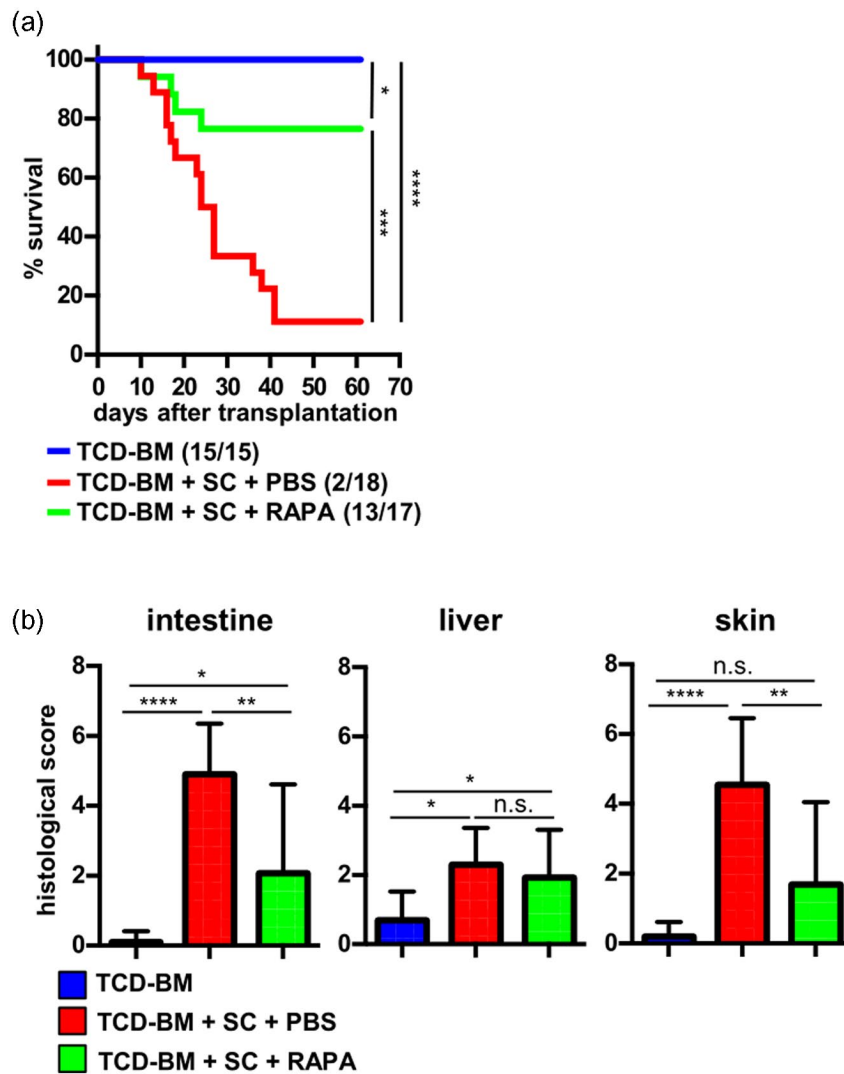 (a)
100
80
60
40
20
0
% survival
0 10 20 30 40 50 60 70
days after transplantation
*
***
****
TCD-BM (15/15)
TCD-BM + SC + PBS (2/18)
TCD-BM + SC + RAPA (13/17)
(b)
intestine liver skin
histological score
8
6
4
2
0
*
**** **
8
6
4
2
0
*
* n.s.
8
6
4
2
0
n.s.
**** **
TCD-BM
TCD-BM + SC + PBS
TCD-BM + SC + RAPA